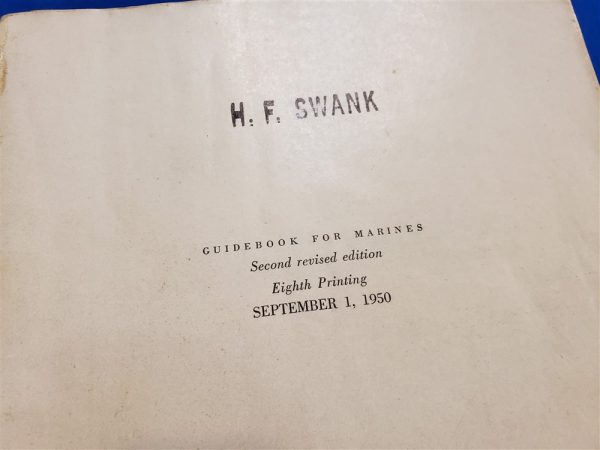 H. F. SWANK
GUIDEBOOK FOR MARINES
Second revised edition
Eighth Printing
SEPTEMBER 1, 1950